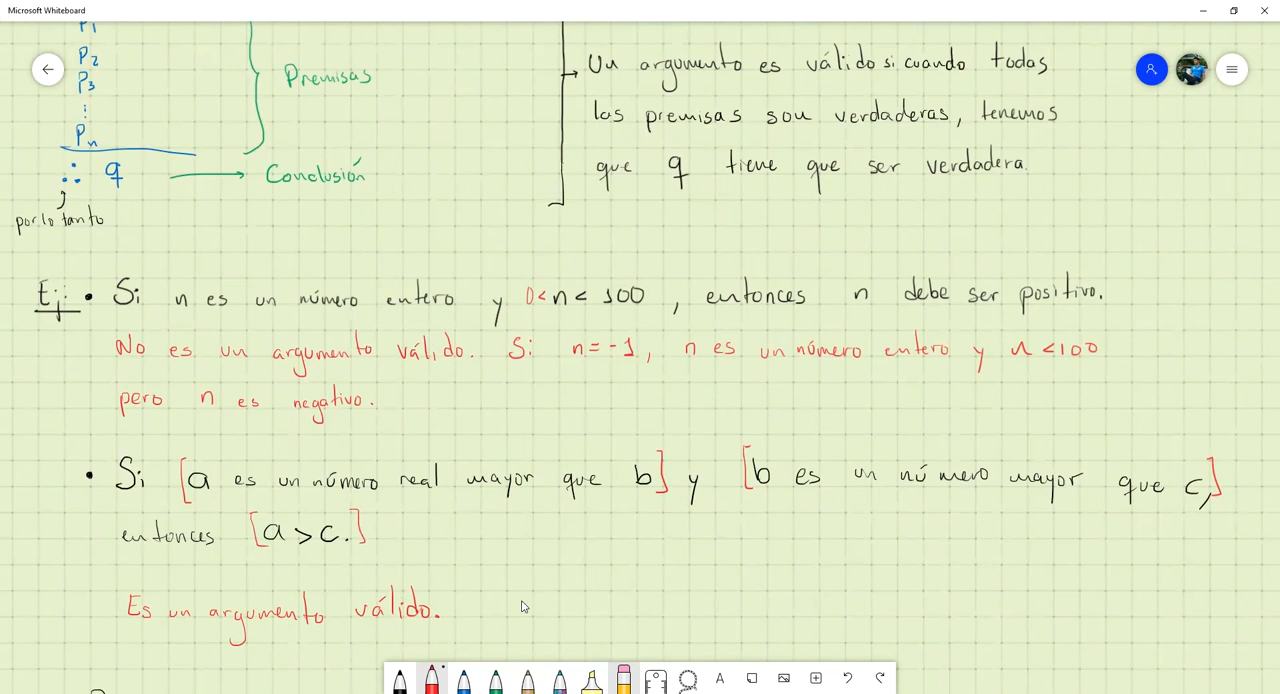 Microsoft Whiteboard
P1
P2
P3
⋮
Pn
∴ q
por lo tanto
Premisas
Conclusión
Un argumento es válido si cuando todas
las premisas son verdaderas, tenemos
que q tiene que ser verdadera.
Ej: • Si n es un número entero y 0 < n < 100, entonces n debe ser positivo.
No es un argumento válido. Si n = -1, n es un número entero y n < 100
pero n es negativo.
• Si [a es un número real mayor que b] y [b es un número mayor que c,]
entonces [a > c.]
Es un argumento válido.
A